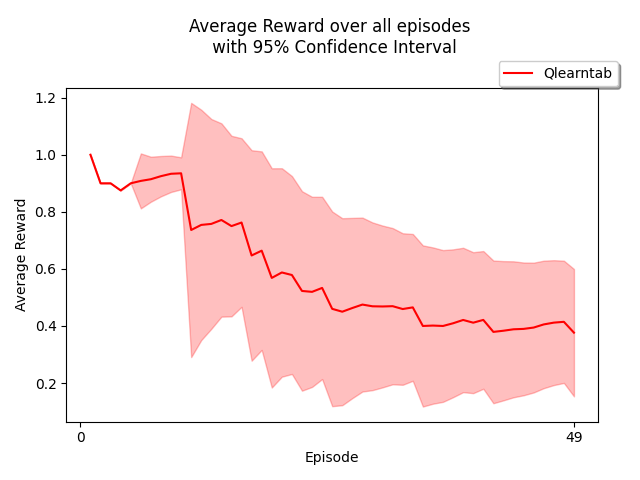 Average Reward over all episodes
with 95% Confidence Interval
Qlearntab
1.2
1.0
0.8
0.6
0.4
0.2
Average Reward
0
49
Episode